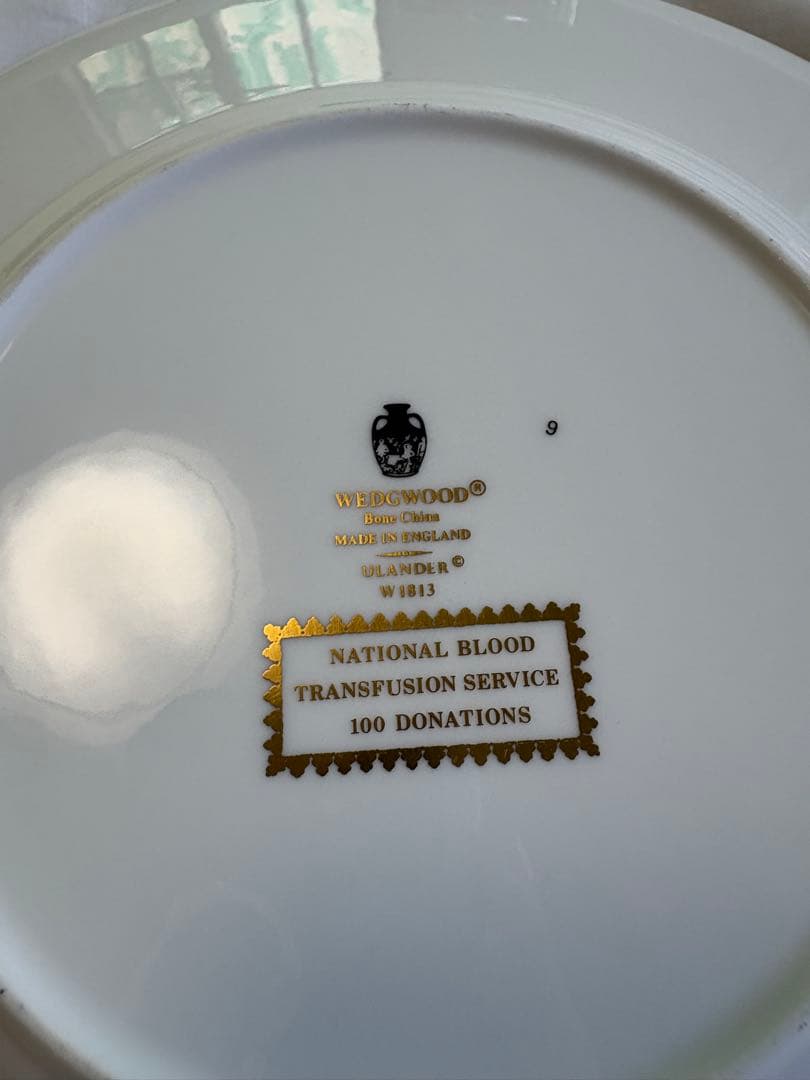 9
WEDGWOOD®
Bone China
MADE IN ENGLAND
ULANDER©
W1813
NATIONAL BLOOD
TRANSFUSION SERVICE
100 DONATIONS